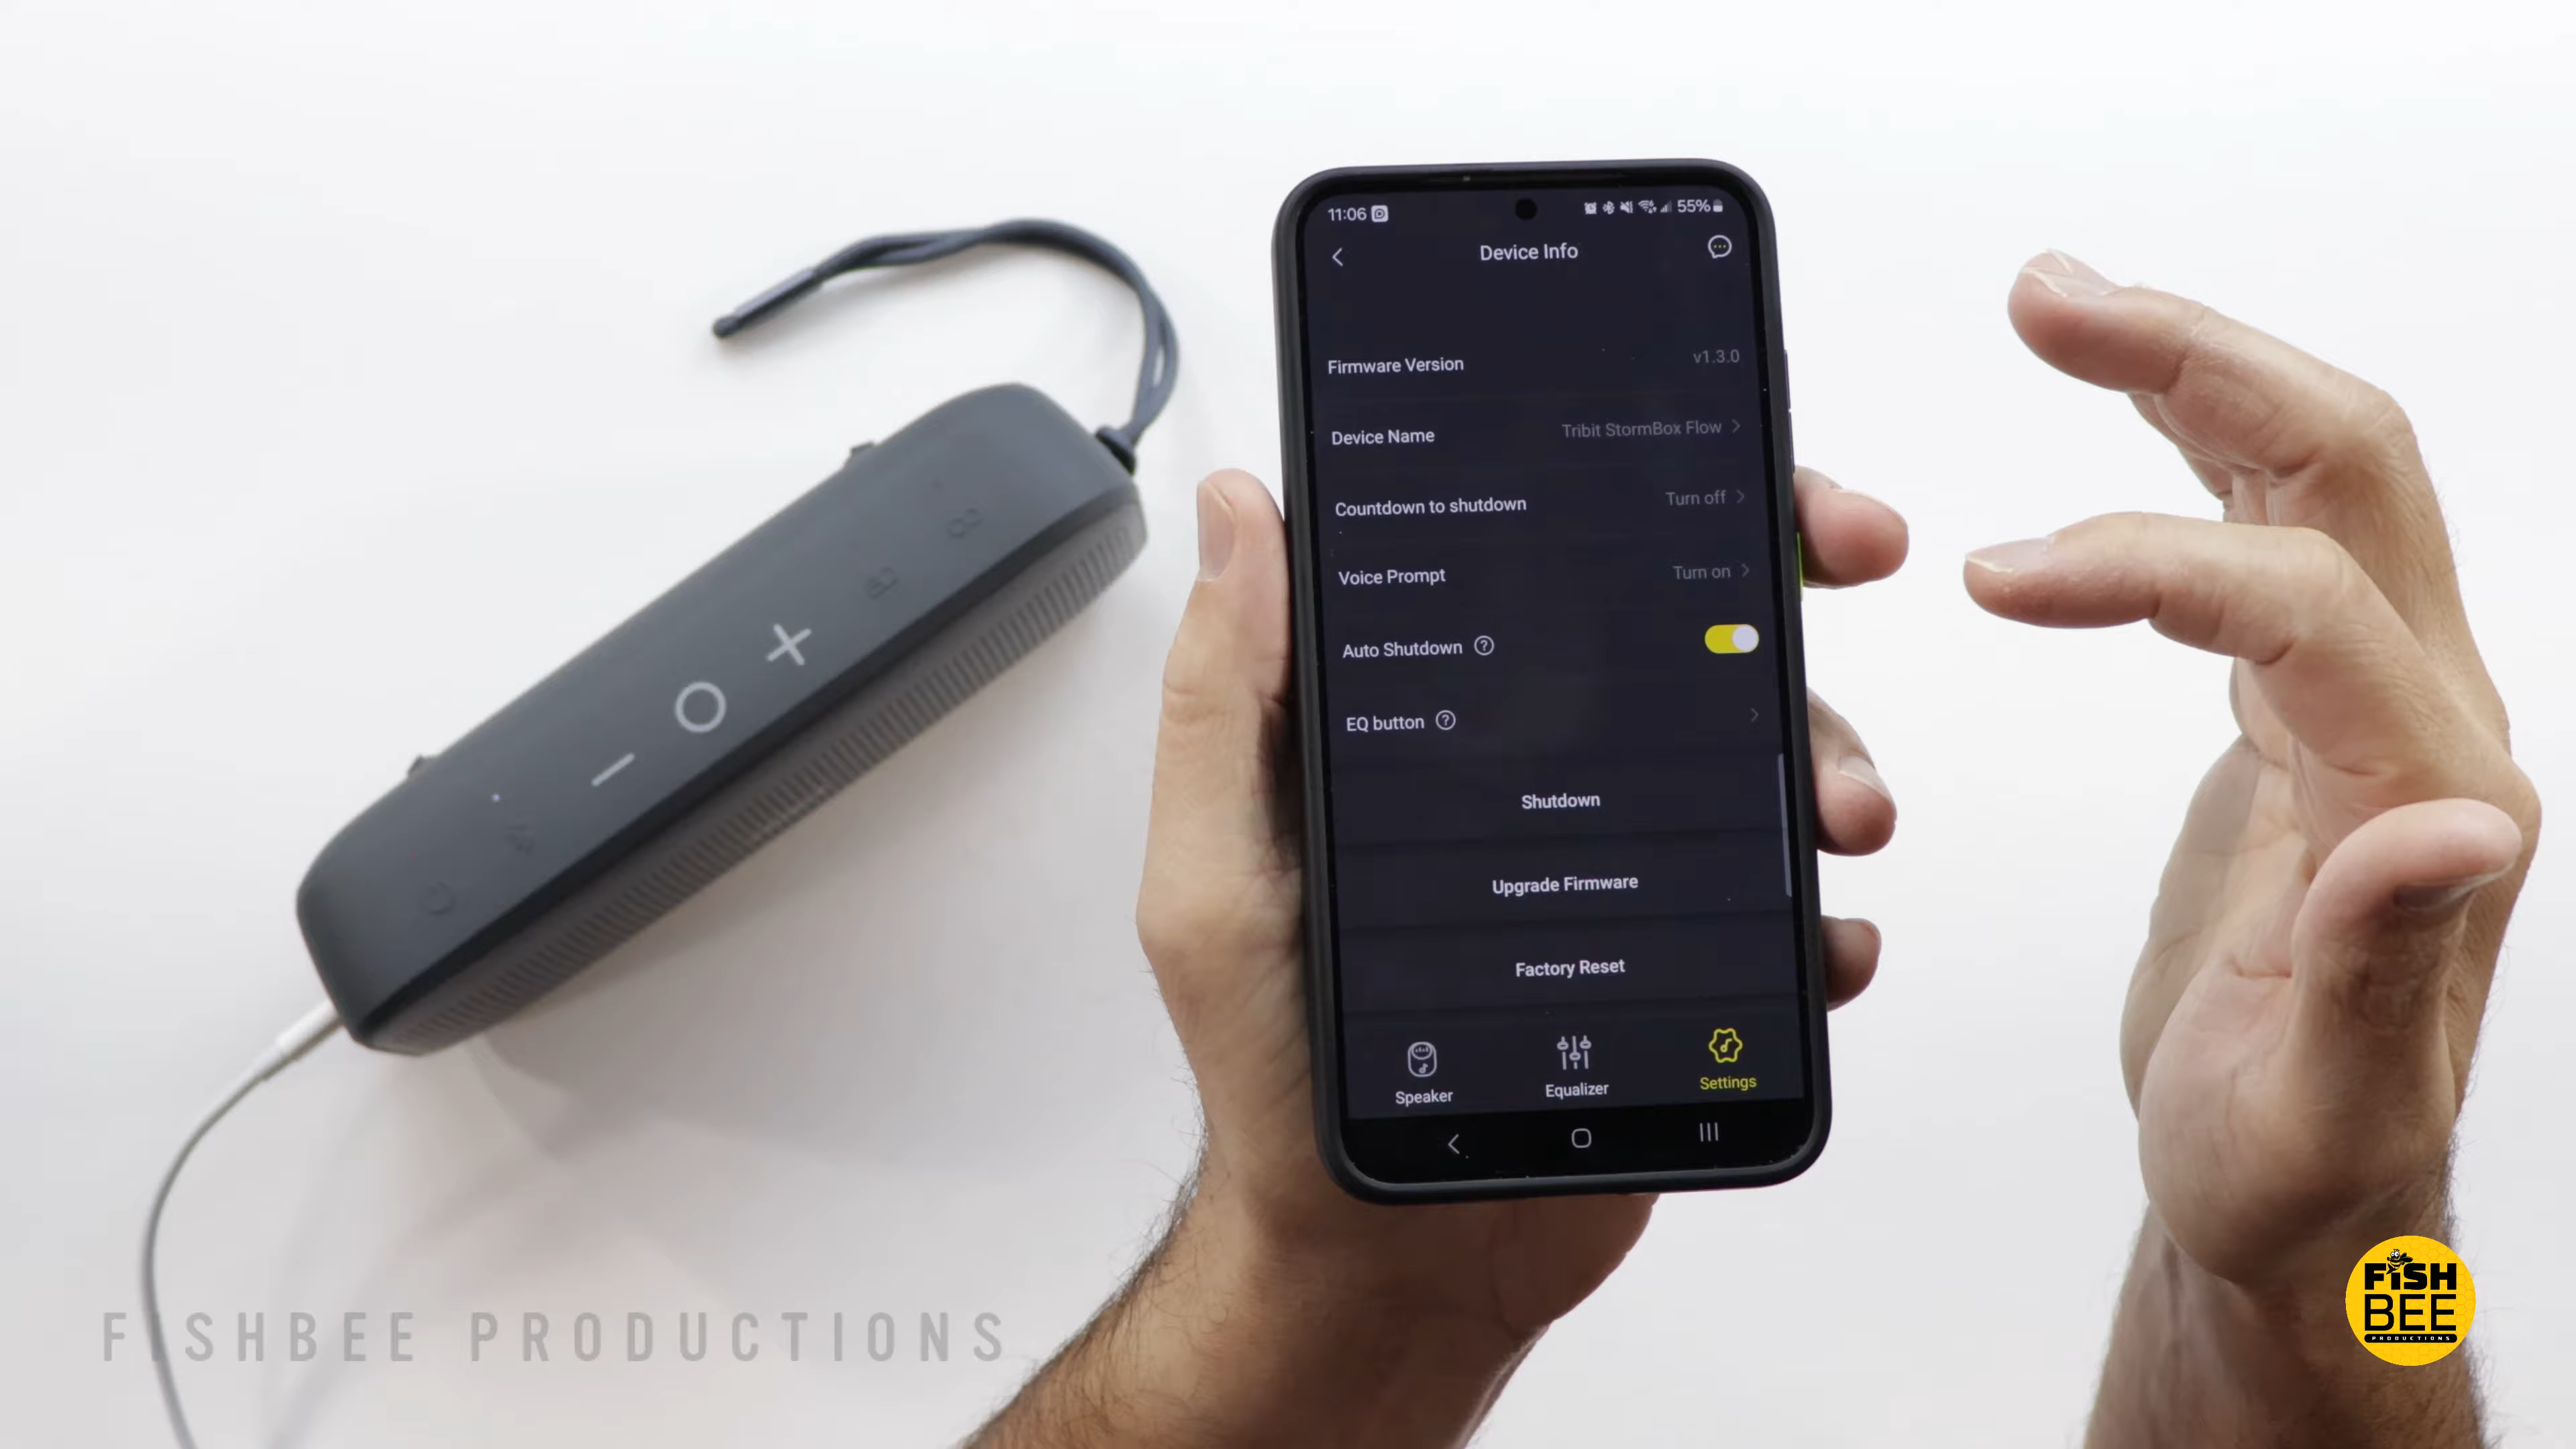 11:06 55%
Device Info
Firmware Version v1.3.0
Device Name Tribit StormBox Flow
Countdown to shutdown Turn off
Voice Prompt Turn on
Auto Shutdown ?
EQ button ?
Shutdown
Upgrade Firmware
Factory Reset
Speaker Equalizer Settings
FISHBEE PRODUCTIONS
FiSH
BEE
PRODUCTIONS